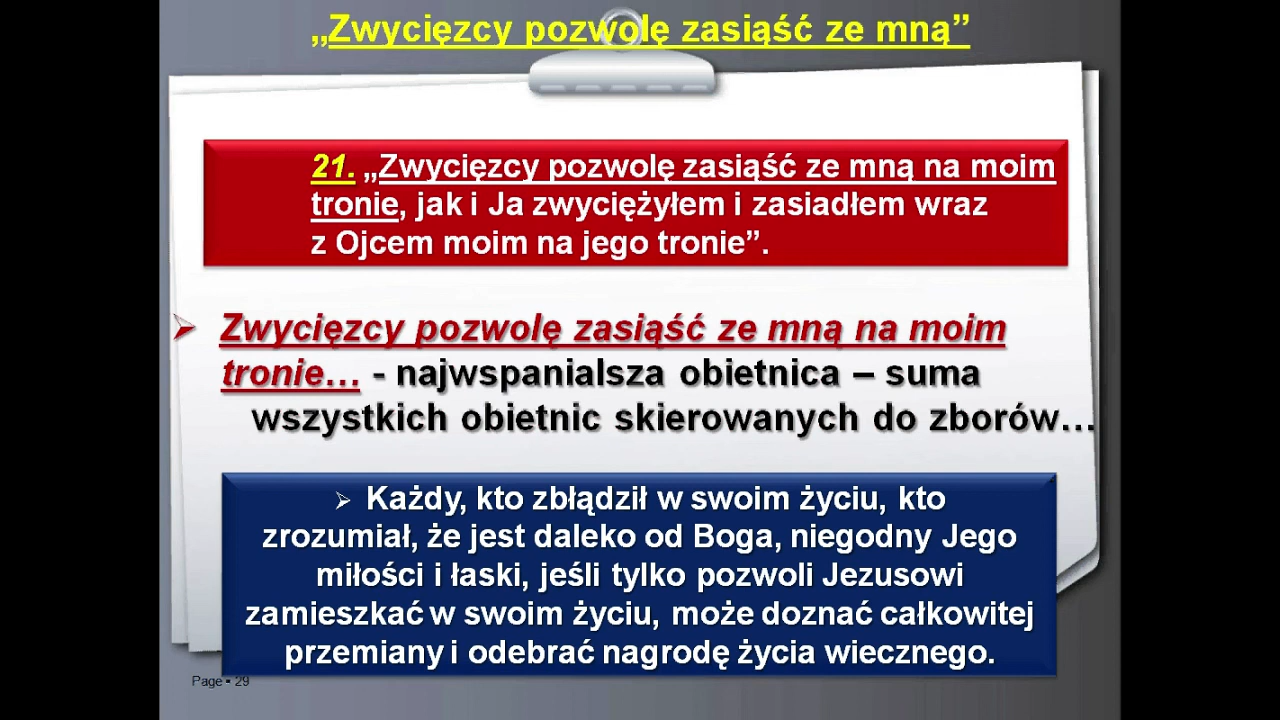 „Zwycięzcy pozwolę zasiąść ze mną”
21. „Zwycięzcy pozwolę zasiąść ze mną na moim
tronie, jak i Ja zwyciężyłem i zasiadłem wraz
z Ojcem moim na jego tronie”.
➢ Zwycięzcy pozwolę zasiąść ze mną na moim
tronie… - najwspanialsza obietnica – suma
wszystkich obietnic skierowanych do zborów…
➢ Każdy, kto zbłądził w swoim życiu, kto
zrozumiał, że jest daleko od Boga, niegodny Jego
miłości i łaski, jeśli tylko pozwoli Jezusowi
zamieszkać w swoim życiu, może doznać całkowitej
przemiany i odebrać nagrodę życia wiecznego.
Page ▪ 29